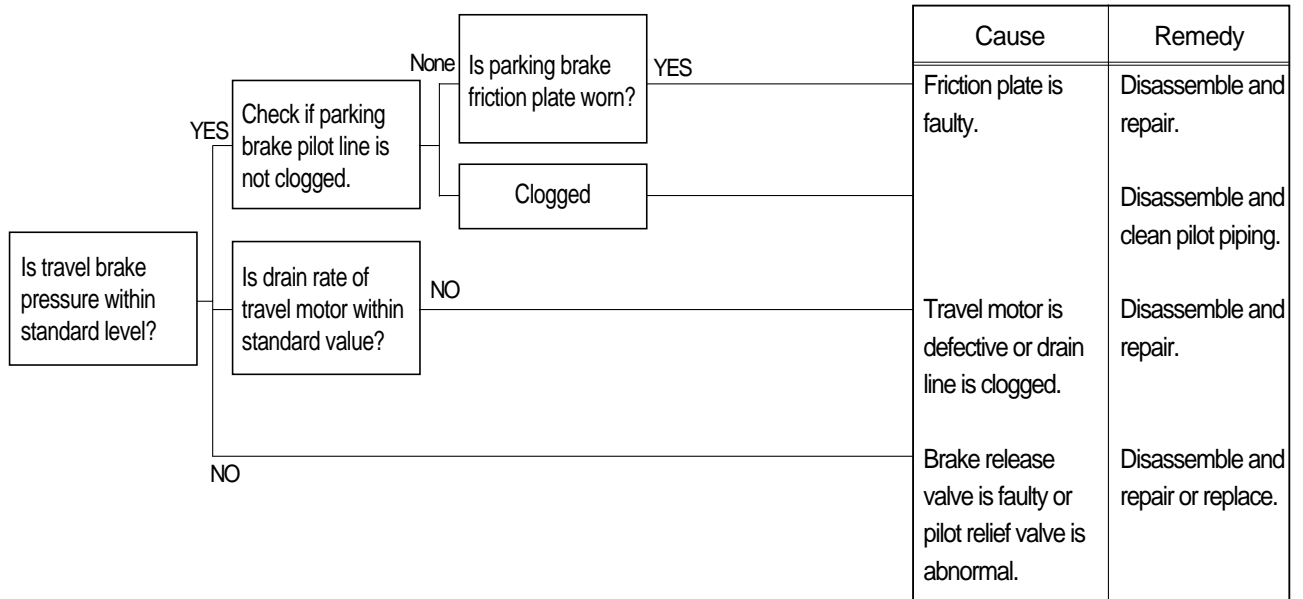 Cause
Remedy
None
Is parking brake
friction plate worn?
YES
Friction plate is
faulty.
Disassemble and
repair.
YES
Check if parking
brake pilot line is
not clogged.
Clogged
Disassemble and
clean pilot piping.
Is travel brake
pressure within
standard level?
Is drain rate of
travel motor within
standard value?
NO
Travel motor is
defective or drain
line is clogged.
Disassemble and
repair.
NO
Brake release
valve is faulty or
pilot relief valve is
abnormal.
Disassemble and
repair or replace.